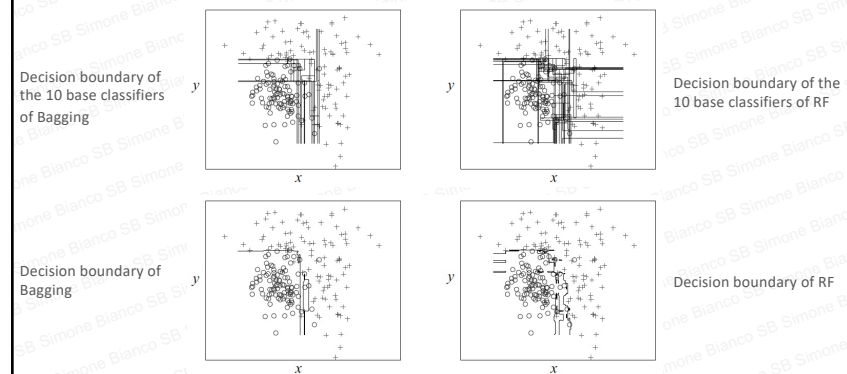 Decision boundary of
the 10 base classifiers
of Bagging
y
x
y
x
Decision boundary of the
10 base classifiers of RF
Decision boundary of
Bagging
y
x
y
x
Decision boundary of RF